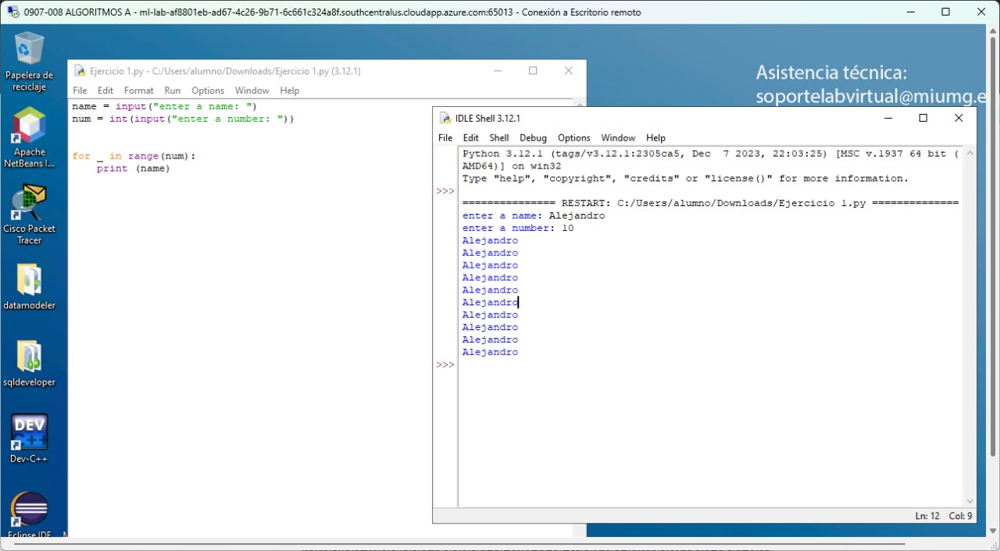 0907-008 ALGORITMOS A - ml-lab-af8801eb-ad67-4c26-9b71-6c661c324a8f.southcentralus.cloudapp.azure.com:65013 - Conexión a Escritorio remoto
Papelera de
reciclaje
Apache
NetBeans I...
Cisco Packet
Tracer
datamodeler
sqldeveloper
DEV
C++
Dev-C++
Eclipse IDE
Asistencia técnica:
soportelabvirtual@miumg.e
Ejercicio 1.py - C:/Users/alumno/Downloads/Ejercicio 1.py (3.12.1)
File Edit Format Run Options Window Help
name = input("enter a name: ")
num = int(input("enter a number: "))
for _ in range(num):
    print (name)
IDLE Shell 3.12.1
File Edit Shell Debug Options Window Help
Python 3.12.1 (tags/v3.12.1:2305ca5, Dec  7 2023, 22:03:25) [MSC v.1937 64 bit (
AMD64)] on win32
Type "help", "copyright", "credits" or "license()" for more information.
>>>
=============== RESTART: C:/Users/alumno/Downloads/Ejercicio 1.py ==============
enter a name: Alejandro
enter a number: 10
Alejandro
Alejandro
Alejandro
Alejandro
Alejandro
Alejandro
Alejandro
Alejandro
Alejandro
Alejandro
>>>
Ln: 12 Col: 9